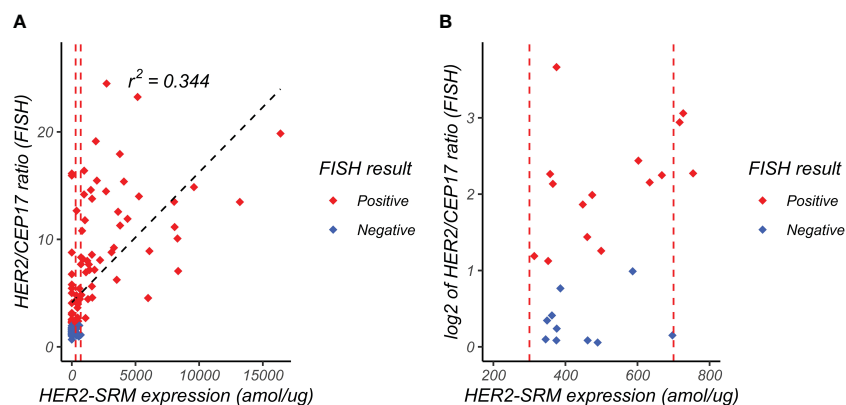 A
r² = 0.344
HER2/CEP17 ratio (FISH)
20
10
0
0
5000
10000
15000
HER2-SRM expression (amol/ug)
FISH result
Positive
Negative
B
log2 of HER2/CEP17 ratio (FISH)
3
2
1
0
200
400
600
800
HER2-SRM expression (amol/ug)
FISH result
Positive
Negative